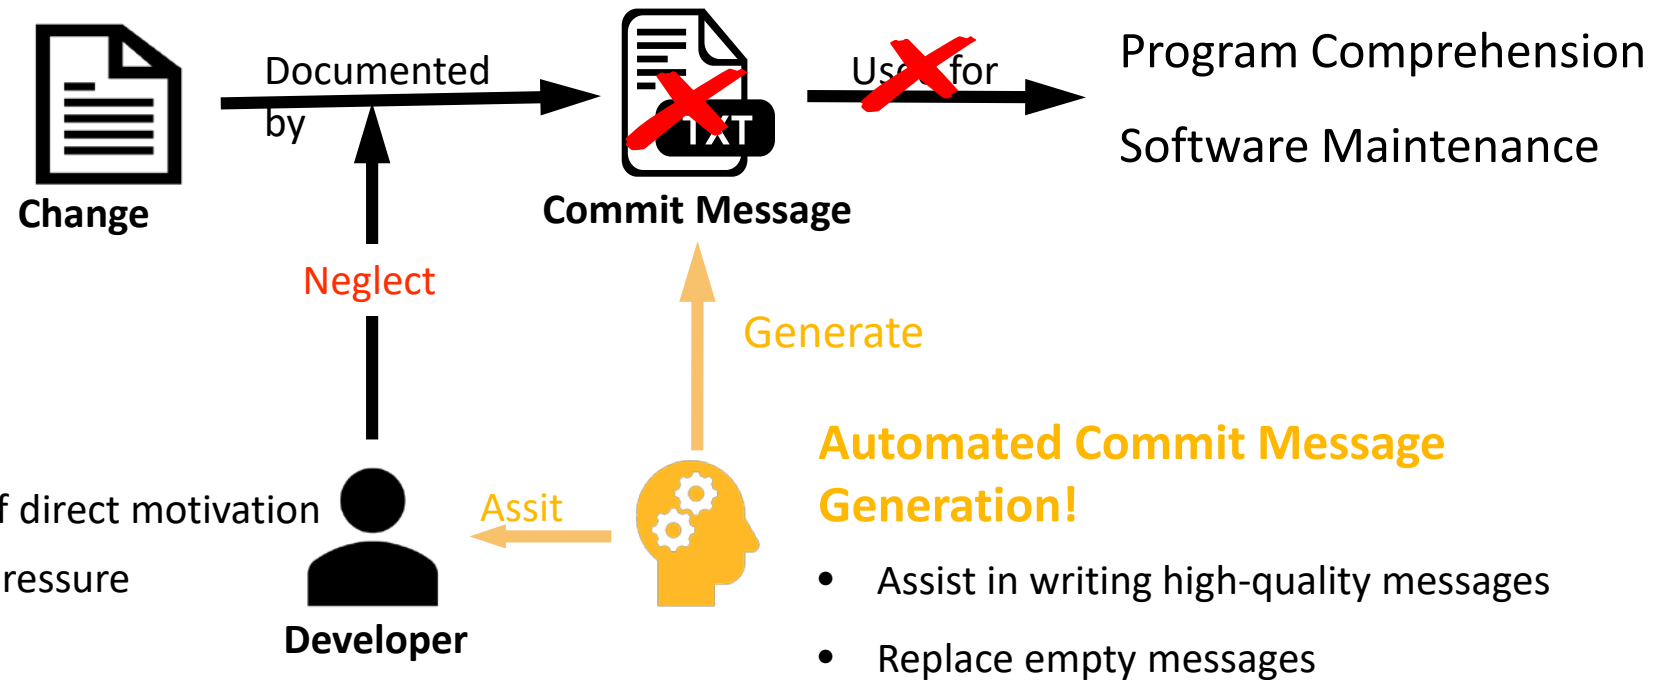 Program Comprehension
Documented
by
for
TXT
Software Maintenance
Change
Commit Message
Neglect
Generate
Automated Commit Message
Generation!
f direct motivation
Assit
ressure
• Assist in writing high-quality messages
Developer
• Replace empty messages